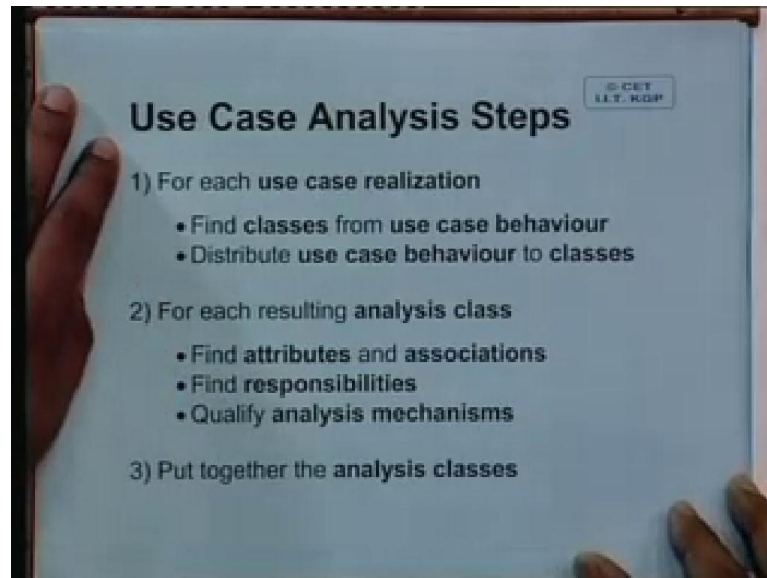 © CET
I.I.T. KGP
Use Case Analysis Steps
1) For each use case realization
• Find classes from use case behaviour
• Distribute use case behaviour to classes
2) For each resulting analysis class
• Find attributes and associations
• Find responsibilities
• Qualify analysis mechanisms
3) Put together the analysis classes